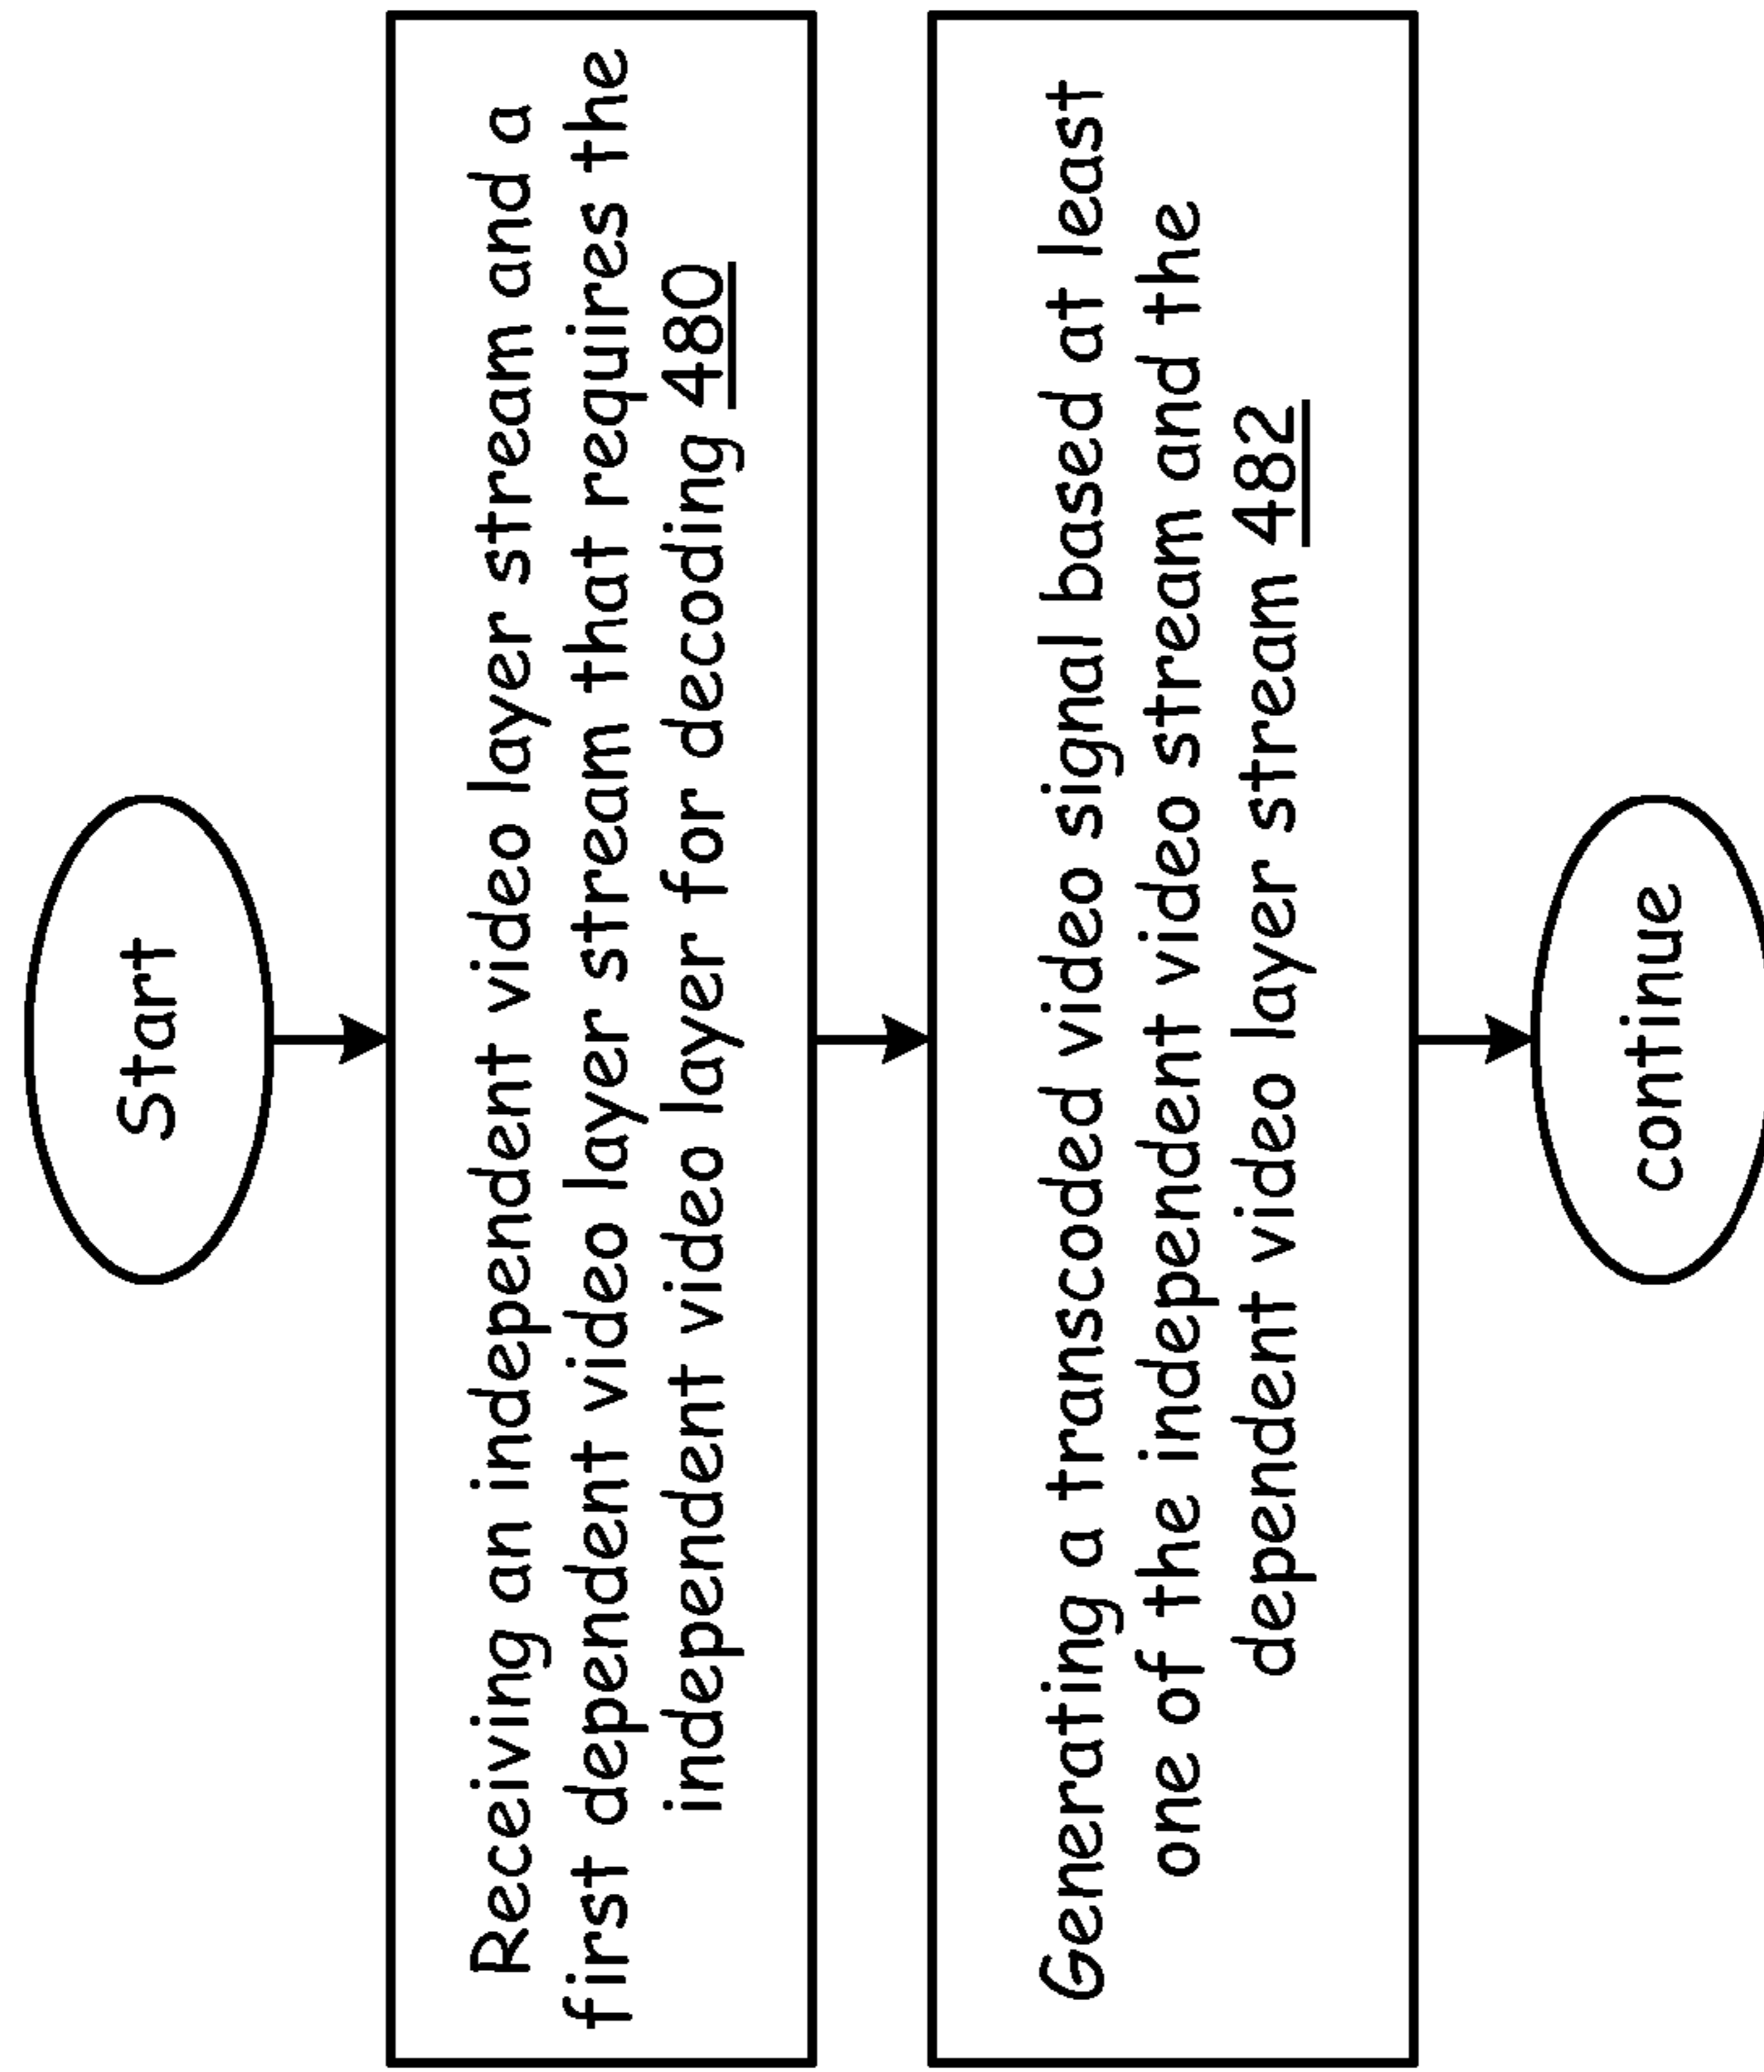 Start
Receiving an independent video layer stream and a
first dependent video layer stream that requires the
independent video layer for decoding 480
Generating a transcoded video signal based at least
one of the independent video stream and the
dependent video layer stream 482
continue